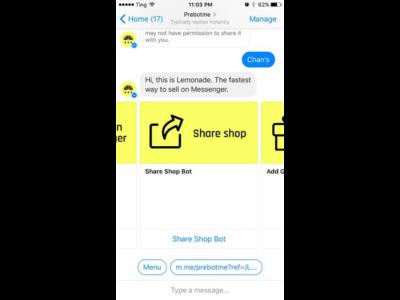 Ting 11:03 PM 62%
Home (17) Prebotme > Manage
Typically replies instantly
may not have permission to share it
with you.
Chan's
Hi, this is Lemonade. The fastest
way to sell on Messenger.
Share shop
Share Shop Bot
Add G
Share Shop Bot
Menu m.me/prebotme?ref=/L...
Type a message...